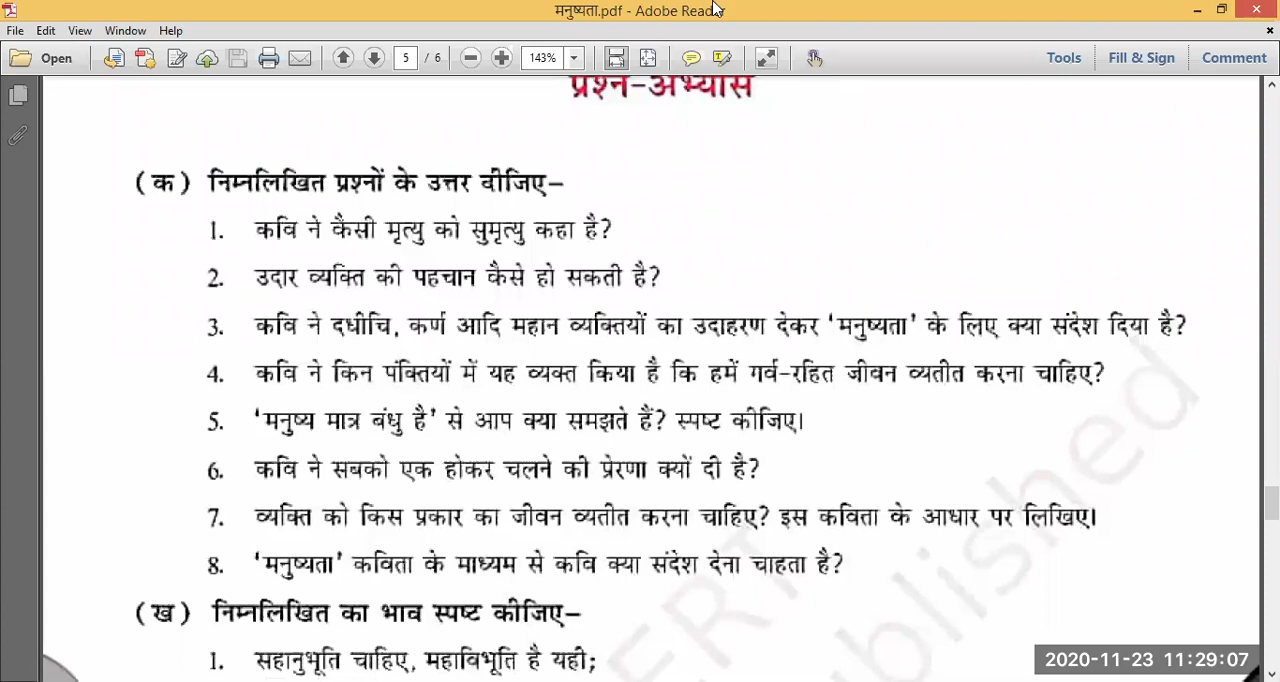 मनुष्यता.pdf - Adobe Reader
File Edit View Window Help
Open 5 / 6 143% Tools Fill & Sign Comment
प्रश्न-अभ्यास
(क) निम्नलिखित प्रश्नों के उत्तर दीजिए–
1. कवि ने कैसी मृत्यु को सुमृत्यु कहा है?
2. उदार व्यक्ति की पहचान कैसे हो सकती है?
3. कवि ने दधीचि, कर्ण आदि महान व्यक्तियों का उदाहरण देकर 'मनुष्यता' के लिए क्या संदेश दिया है?
4. कवि ने किन पंक्तियों में यह व्यक्त किया है कि हमें गर्व-रहित जीवन व्यतीत करना चाहिए?
5. 'मनुष्य मात्र बंधु है' से आप क्या समझते हैं? स्पष्ट कीजिए।
6. कवि ने सबको एक होकर चलने की प्रेरणा क्यों दी है?
7. व्यक्ति को किस प्रकार का जीवन व्यतीत करना चाहिए? इस कविता के आधार पर लिखिए।
8. 'मनुष्यता' कविता के माध्यम से कवि क्या संदेश देना चाहता है?
(ख) निम्नलिखित का भाव स्पष्ट कीजिए–
1. सहानुभूति चाहिए, महाविभूति है यही;
2020-11-23 11:29:07